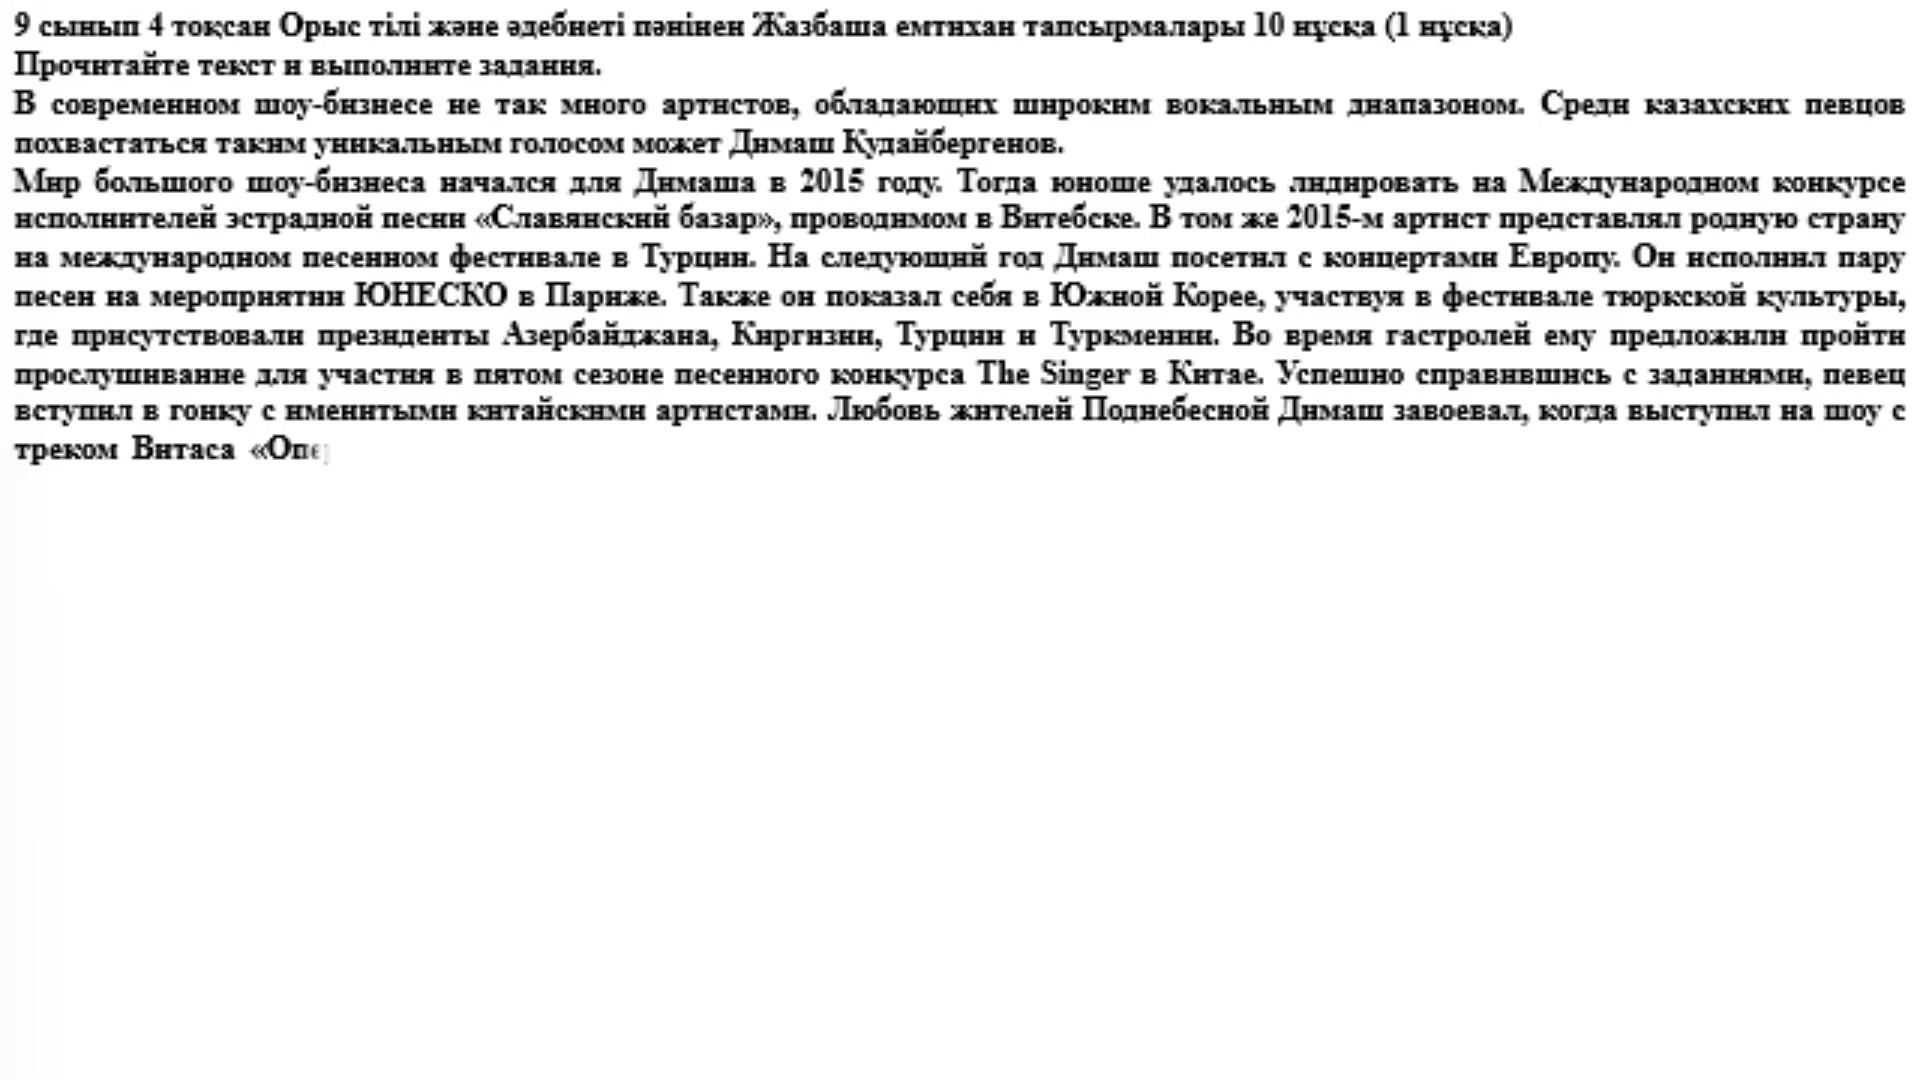 9 сынып 4 тоқсан Орыс тілі және әдебиеті пәнінен Жазбаша емтихан тапсырмалары 10 нұсқа (1 нұсқа)
Прочитайте текст и выполните задания.
В современном шоу-бизнесе не так много артистов, обладающих широким вокальным диапазоном. Среди казахских певцов
похвастаться таким уникальным голосом может Димаш Кудайбергенов.
Мир большого шоу-бизнеса начался для Димаша в 2015 году. Тогда юноше удалось лидировать на Международном конкурсе
исполнителей эстрадной песни «Славянский базар», проводимом в Витебске. В том же 2015-м артист представлял родную страну
на международном песенном фестивале в Турции. На следующий год Димаш посетил с концертами Европу. Он исполнил пару
песен на мероприятии ЮНЕСКО в Париже. Также он показал себя в Южной Корее, участвуя в фестивале тюркской культуры,
где присутствовали президенты Азербайджана, Киргизии, Турции и Туркмении. Во время гастролей ему предложили пройти
прослушивание для участия в пятом сезоне песенного конкурса The Singer в Китае. Успешно справившись с заданиями, певец
вступил в гонку с именитыми китайскими артистами. Любовь жителей Поднебесной Димаш завоевал, когда выступил на шоу с
треком Витаса «Опе